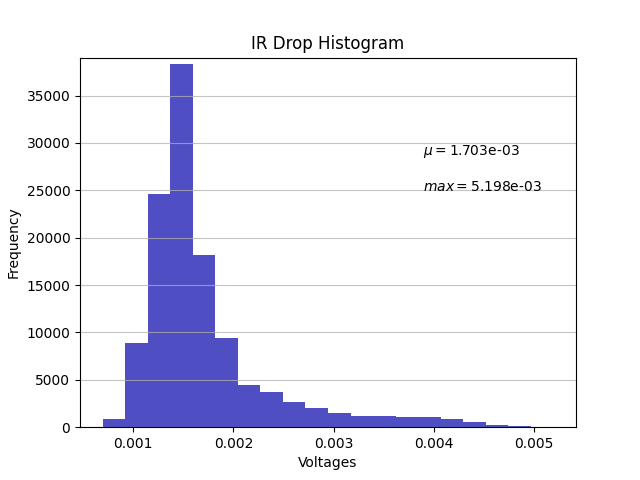 IR Drop Histogram
35000
30000
25000
20000
15000
10000
5000
0
Frequency
μ = 1.703e-03
max = 5.198e-03
0.001 0.002 0.003 0.004 0.005
Voltages